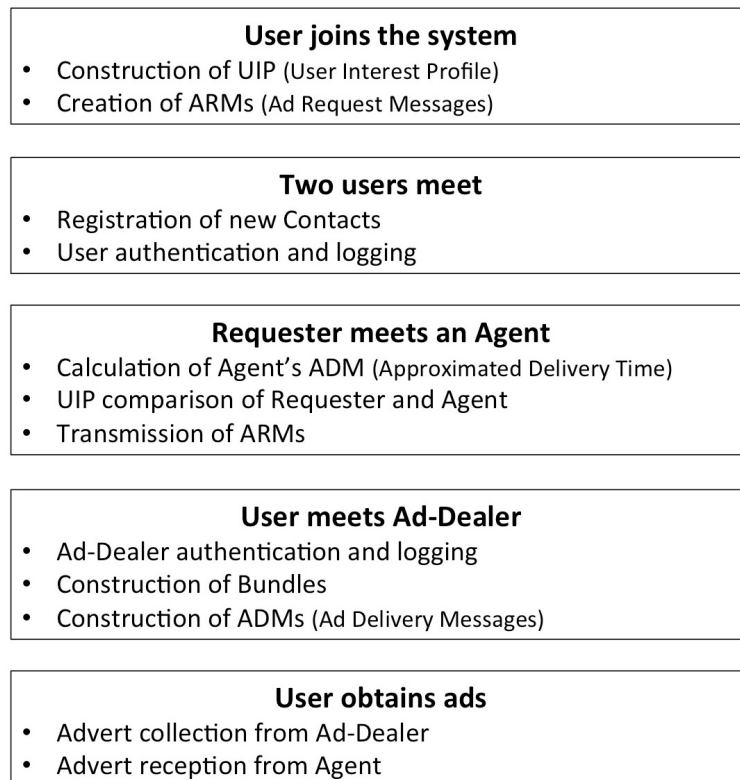 User joins the system
• Construction of UIP (User Interest Profile)
• Creation of ARMs (Ad Request Messages)
Two users meet
• Registration of new Contacts
• User authentication and logging
Requester meets an Agent
• Calculation of Agent's ADM (Approximated Delivery Time)
• UIP comparison of Requester and Agent
• Transmission of ARMs
User meets Ad-Dealer
• Ad-Dealer authentication and logging
• Construction of Bundles
• Construction of ADMs (Ad Delivery Messages)
User obtains ads
• Advert collection from Ad-Dealer
• Advert reception from Agent